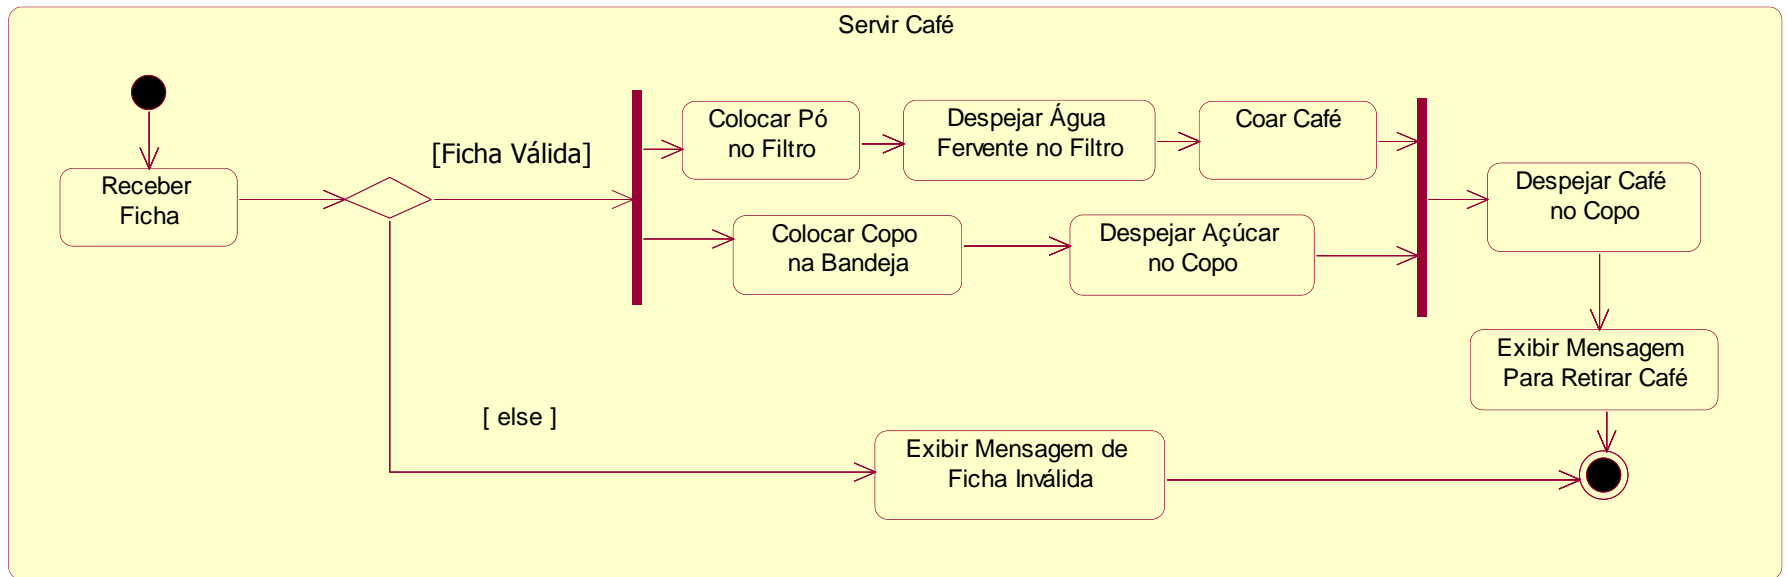 Servir Café
Receber
Ficha
[Ficha Válida]
Colocar Pó
no Filtro
Despejar Água
Fervente no Filtro
Coar Café
Colocar Copo
na Bandeja
Despejar Açúcar
no Copo
Despejar Café
no Copo
Exibir Mensagem
Para Retirar Café
[ else ]
Exibir Mensagem de
Ficha Inválida